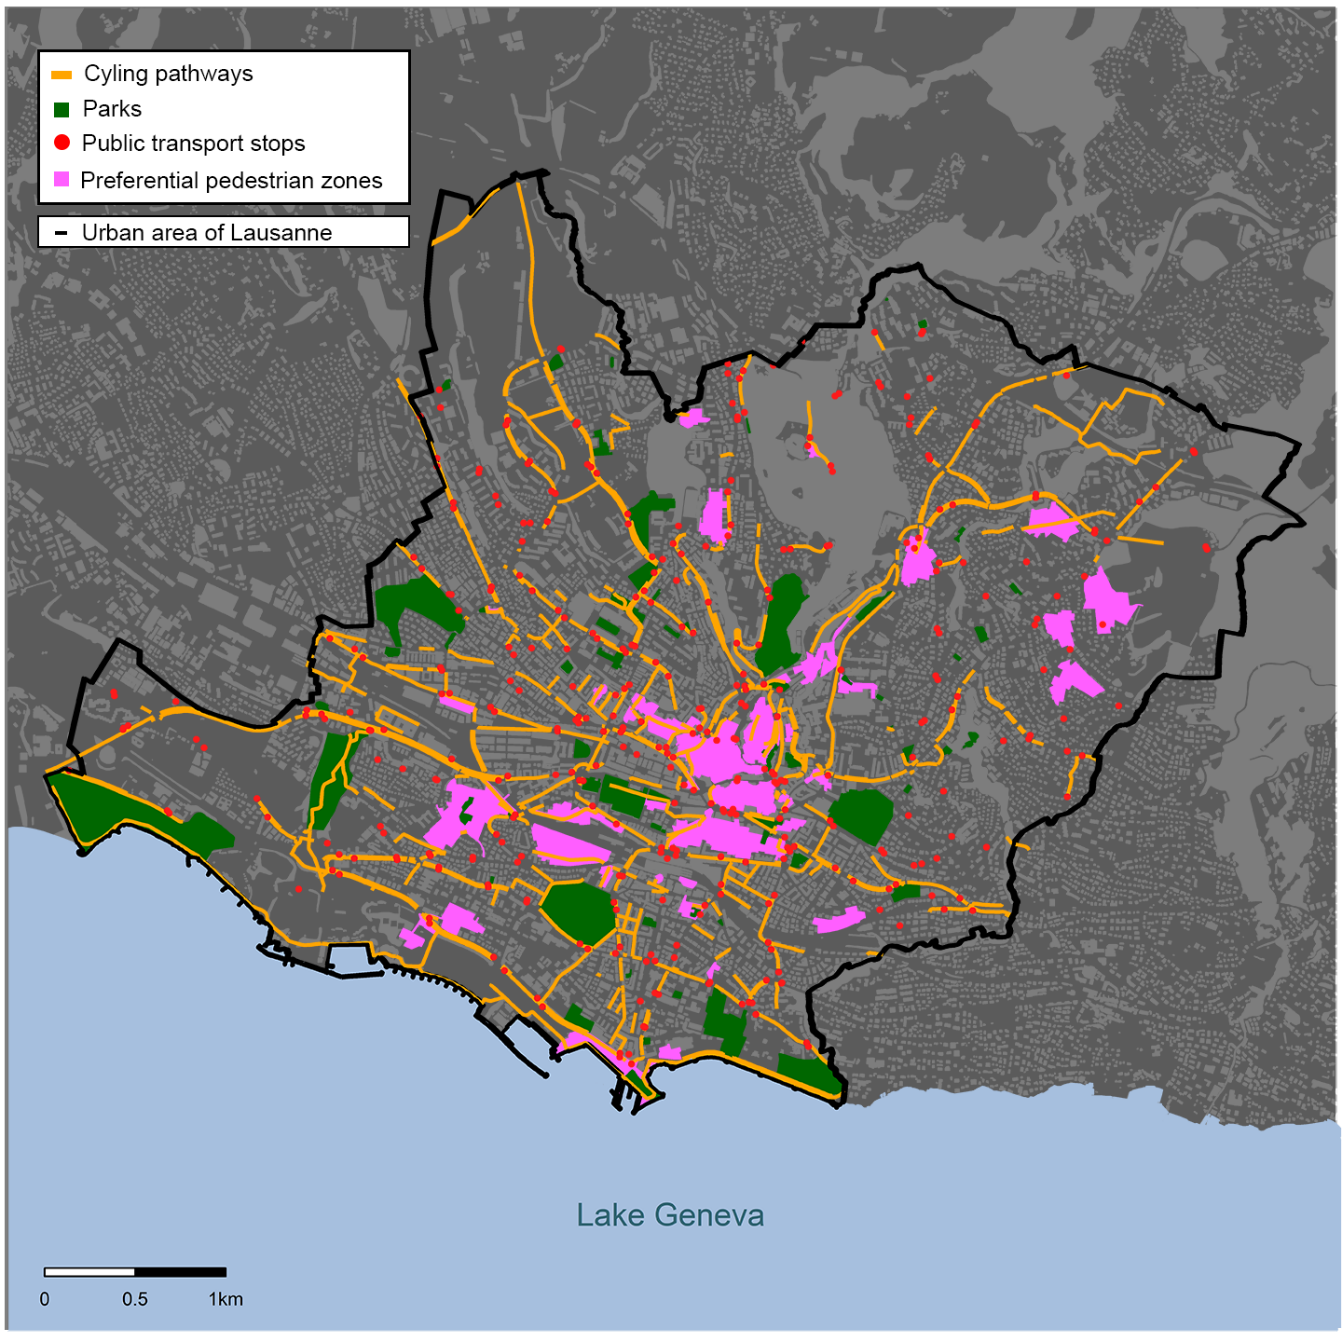 Cyling pathways
Parks
Public transport stops
Preferential pedestrian zones
Urban area of Lausanne
Lake Geneva
0 0.5 1km